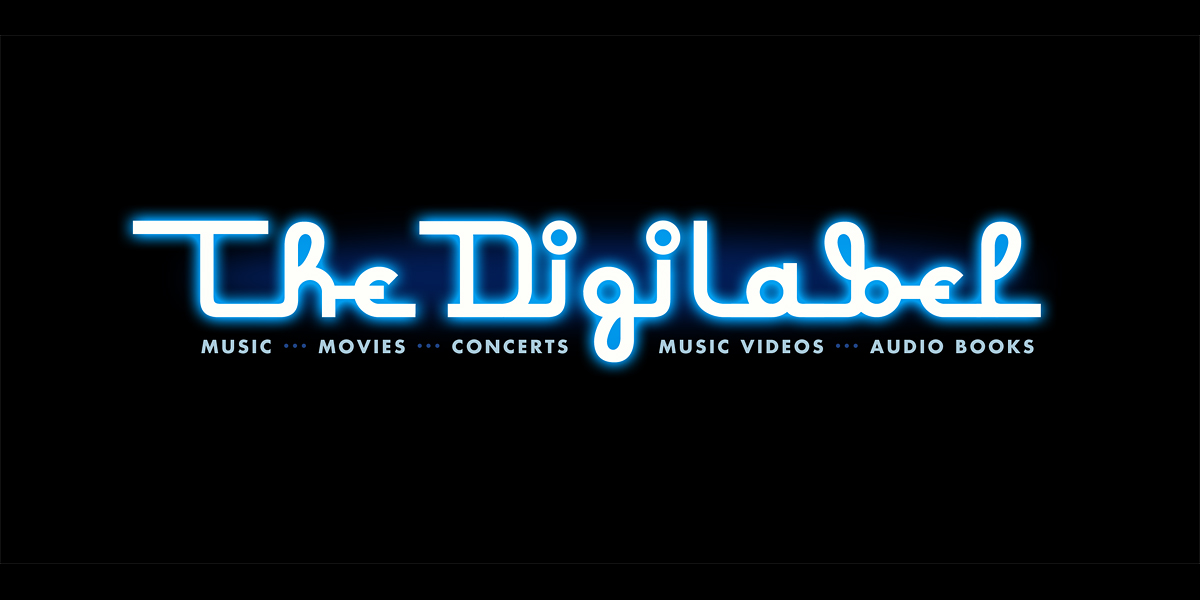 The Digilabel
MUSIC ••• MOVIES ••• CONCERTS MUSIC VIDEOS ••• AUDIO BOOKS